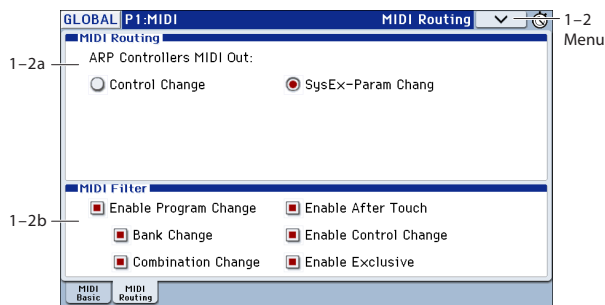 GLOBAL P1:MIDI MIDI Routing 1–2
Menu
MIDI Routing
1–2a
ARP Controllers MIDI Out:
Control Change SysEx-Param Chang
MIDI Filter
1–2b
Enable Program Change Enable After Touch
Bank Change Enable Control Change
Combination Change Enable Exclusive
MIDI Basic MIDI Routing